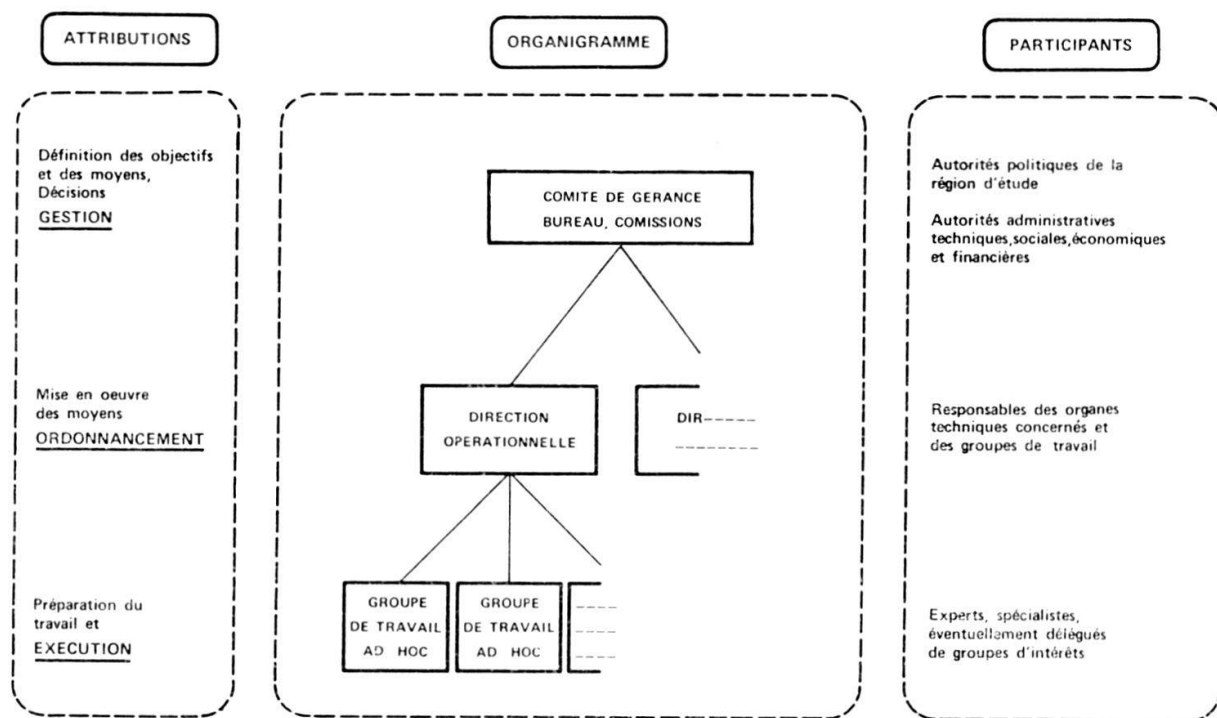 ATTRIBUTIONS
Définition des objectifs
et des moyens,
Décisions
GESTION
Mise en oeuvre
des moyens
ORDONNANCEMENT
Préparation du
travail et
EXECUTION
ORGANIGRAMME
COMITE DE GERANCE
BUREAU, COMISSIONS
DIRECTION
OPERATIONNELLE
DIR-----
GROUPE
DE TRAVAIL
AD HOC
GROUPE
DE TRAVAIL
AD HOC
PARTICIPANTS
Autorités politiques de la
région d'étude
Autorités administratives
techniques,sociales,économiques
et financières
Responsables des organes
techniques concernés et
des groupes de travail
Experts, spécialistes,
éventuellement délégués
de groupes d'intérêts